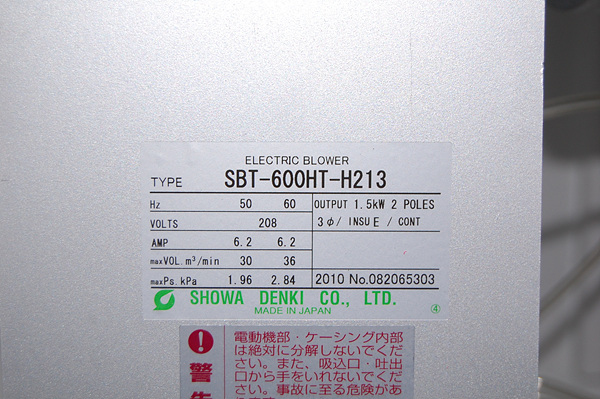 ELECTRIC BLOWER
TYPE SBT-600HT-H213
Hz 50 60 OUTPUT 1.5kW 2 POLES
VOLTS 208 3φ/ INSU E / CONT
AMP 6.2 6.2
maxVOL. m³/min 30 36
maxPs. kPa 1.96 2.84 2010 No.082065303
SHOWA DENKI CO., LTD.
MADE IN JAPAN ④
警告
電動機部・ケーシング内部
は絶対に分解しないでくだ
さい。また、吸込口・吐出
口から手をいれないでくだ
さい。事故に至る危険があ